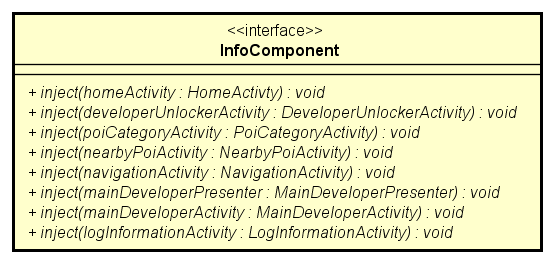 <<interface>>
InfoComponent
+ inject(homeActivity : HomeActivty) : void
+ inject(developerUnlockerActivity : DeveloperUnlockerActivity) : void
+ inject(poiCategoryActivity : PoiCategoryActivity) : void
+ inject(nearbyPoiActivity : NearbyPoiActivity) : void
+ inject(navigationActivity : NavigationActivity) : void
+ inject(mainDeveloperPresenter : MainDeveloperPresenter) : void
+ inject(mainDeveloperActivity : MainDeveloperActivity) : void
+ inject(logInformationActivity : LogInformationActivity) : void